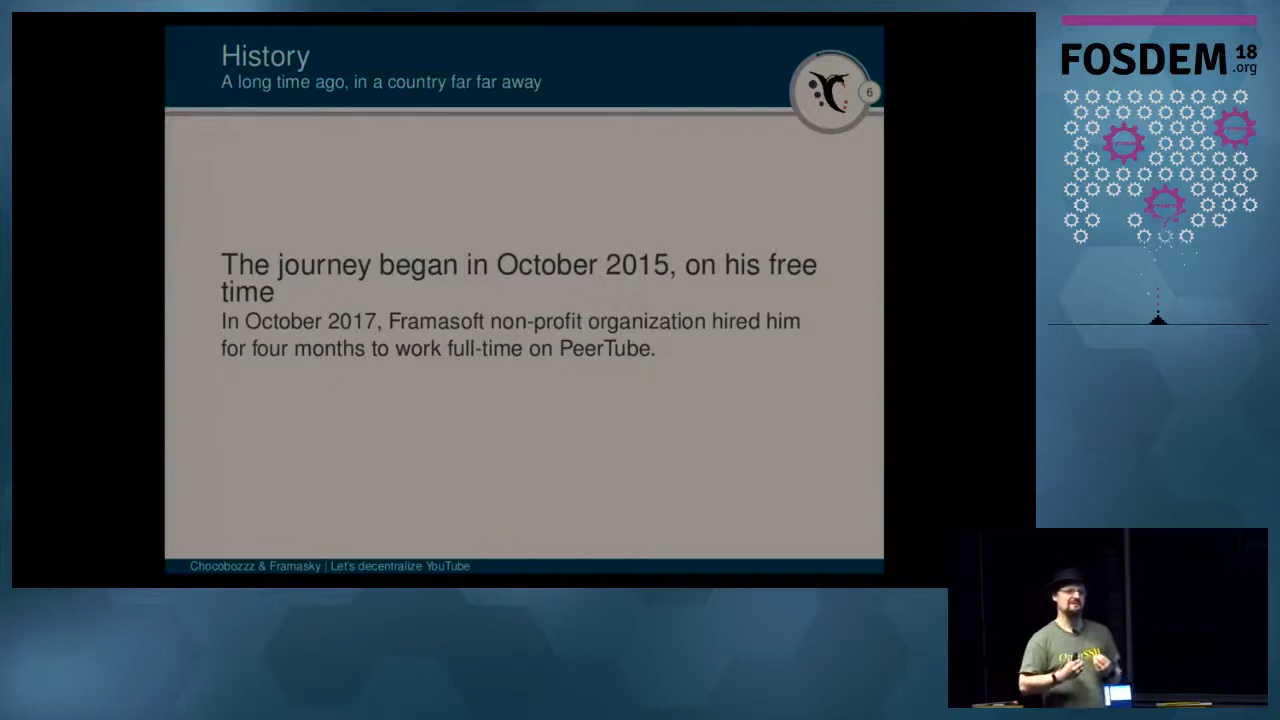 History
A long time ago, in a country far far away
6
The journey began in October 2015, on his free
time
In October 2017, Framasoft non-profit organization hired him
for four months to work full-time on PeerTube.
Chocobozzz & Framasky | Let's decentralize YouTube
FOSDEM 18
.org